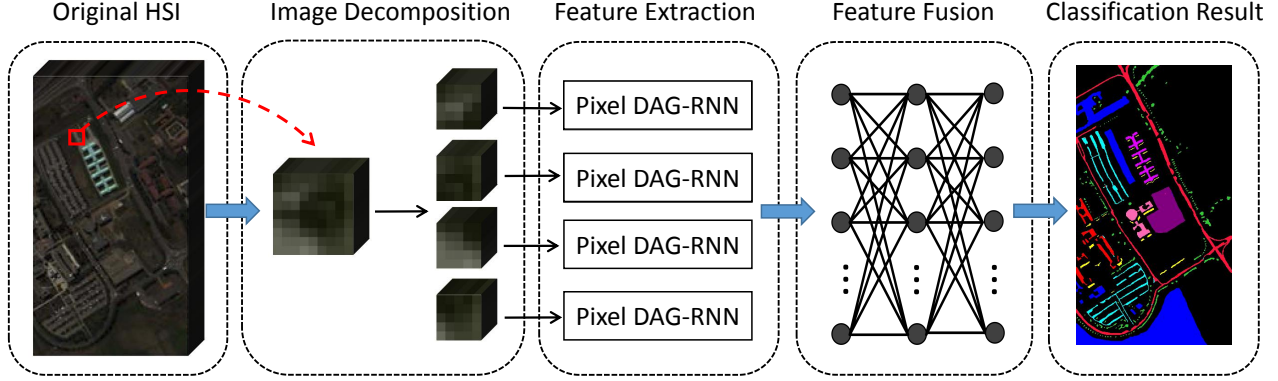 Original HSI
Image Decomposition
Feature Extraction
Feature Fusion
Classification Result
Pixel DAG-RNN
Pixel DAG-RNN
Pixel DAG-RNN
Pixel DAG-RNN